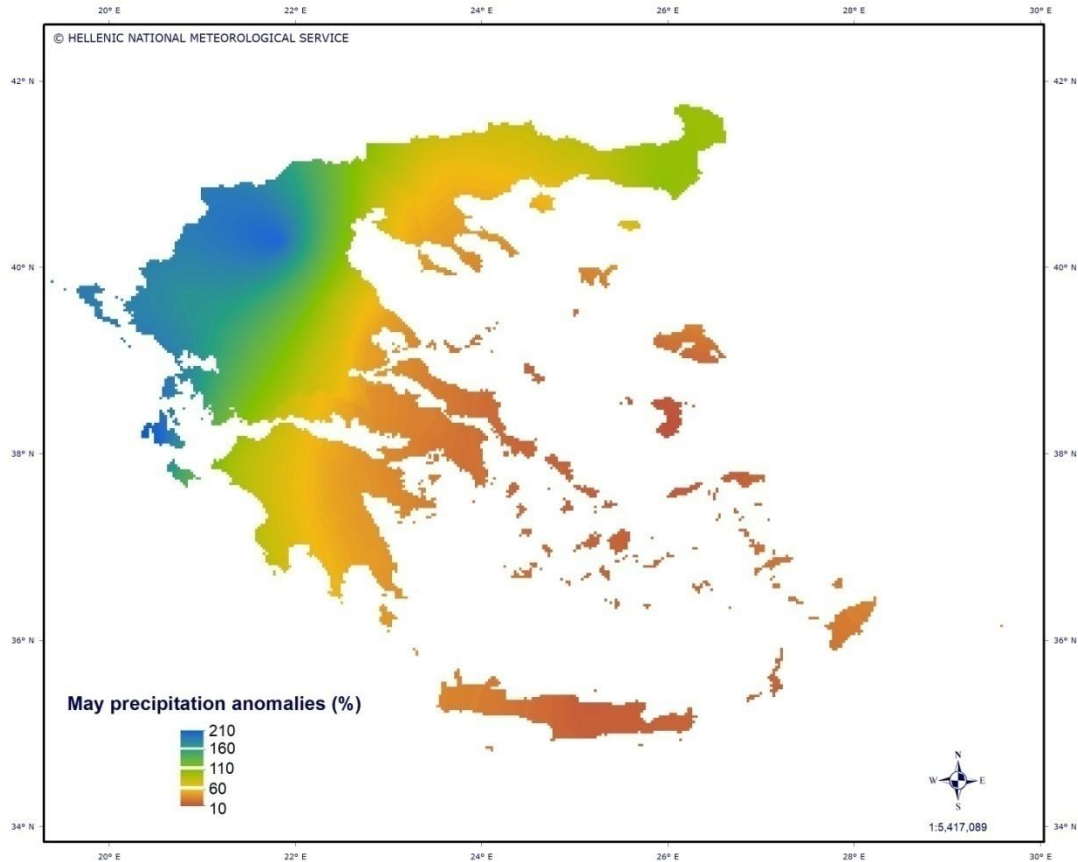 20° E 22° E 24° E 26° E 28° E 30° E
© HELLENIC NATIONAL METEOROLOGICAL SERVICE
42° N 42° N
40° N 40° N
38° N 38° N
36° N 36° N
May precipitation anomalies (%)
210
160
110
60
10
N
W E
S
1:5,417,089
34° N 34° N
20° E 22° E 24° E 26° E 28° E 30° E